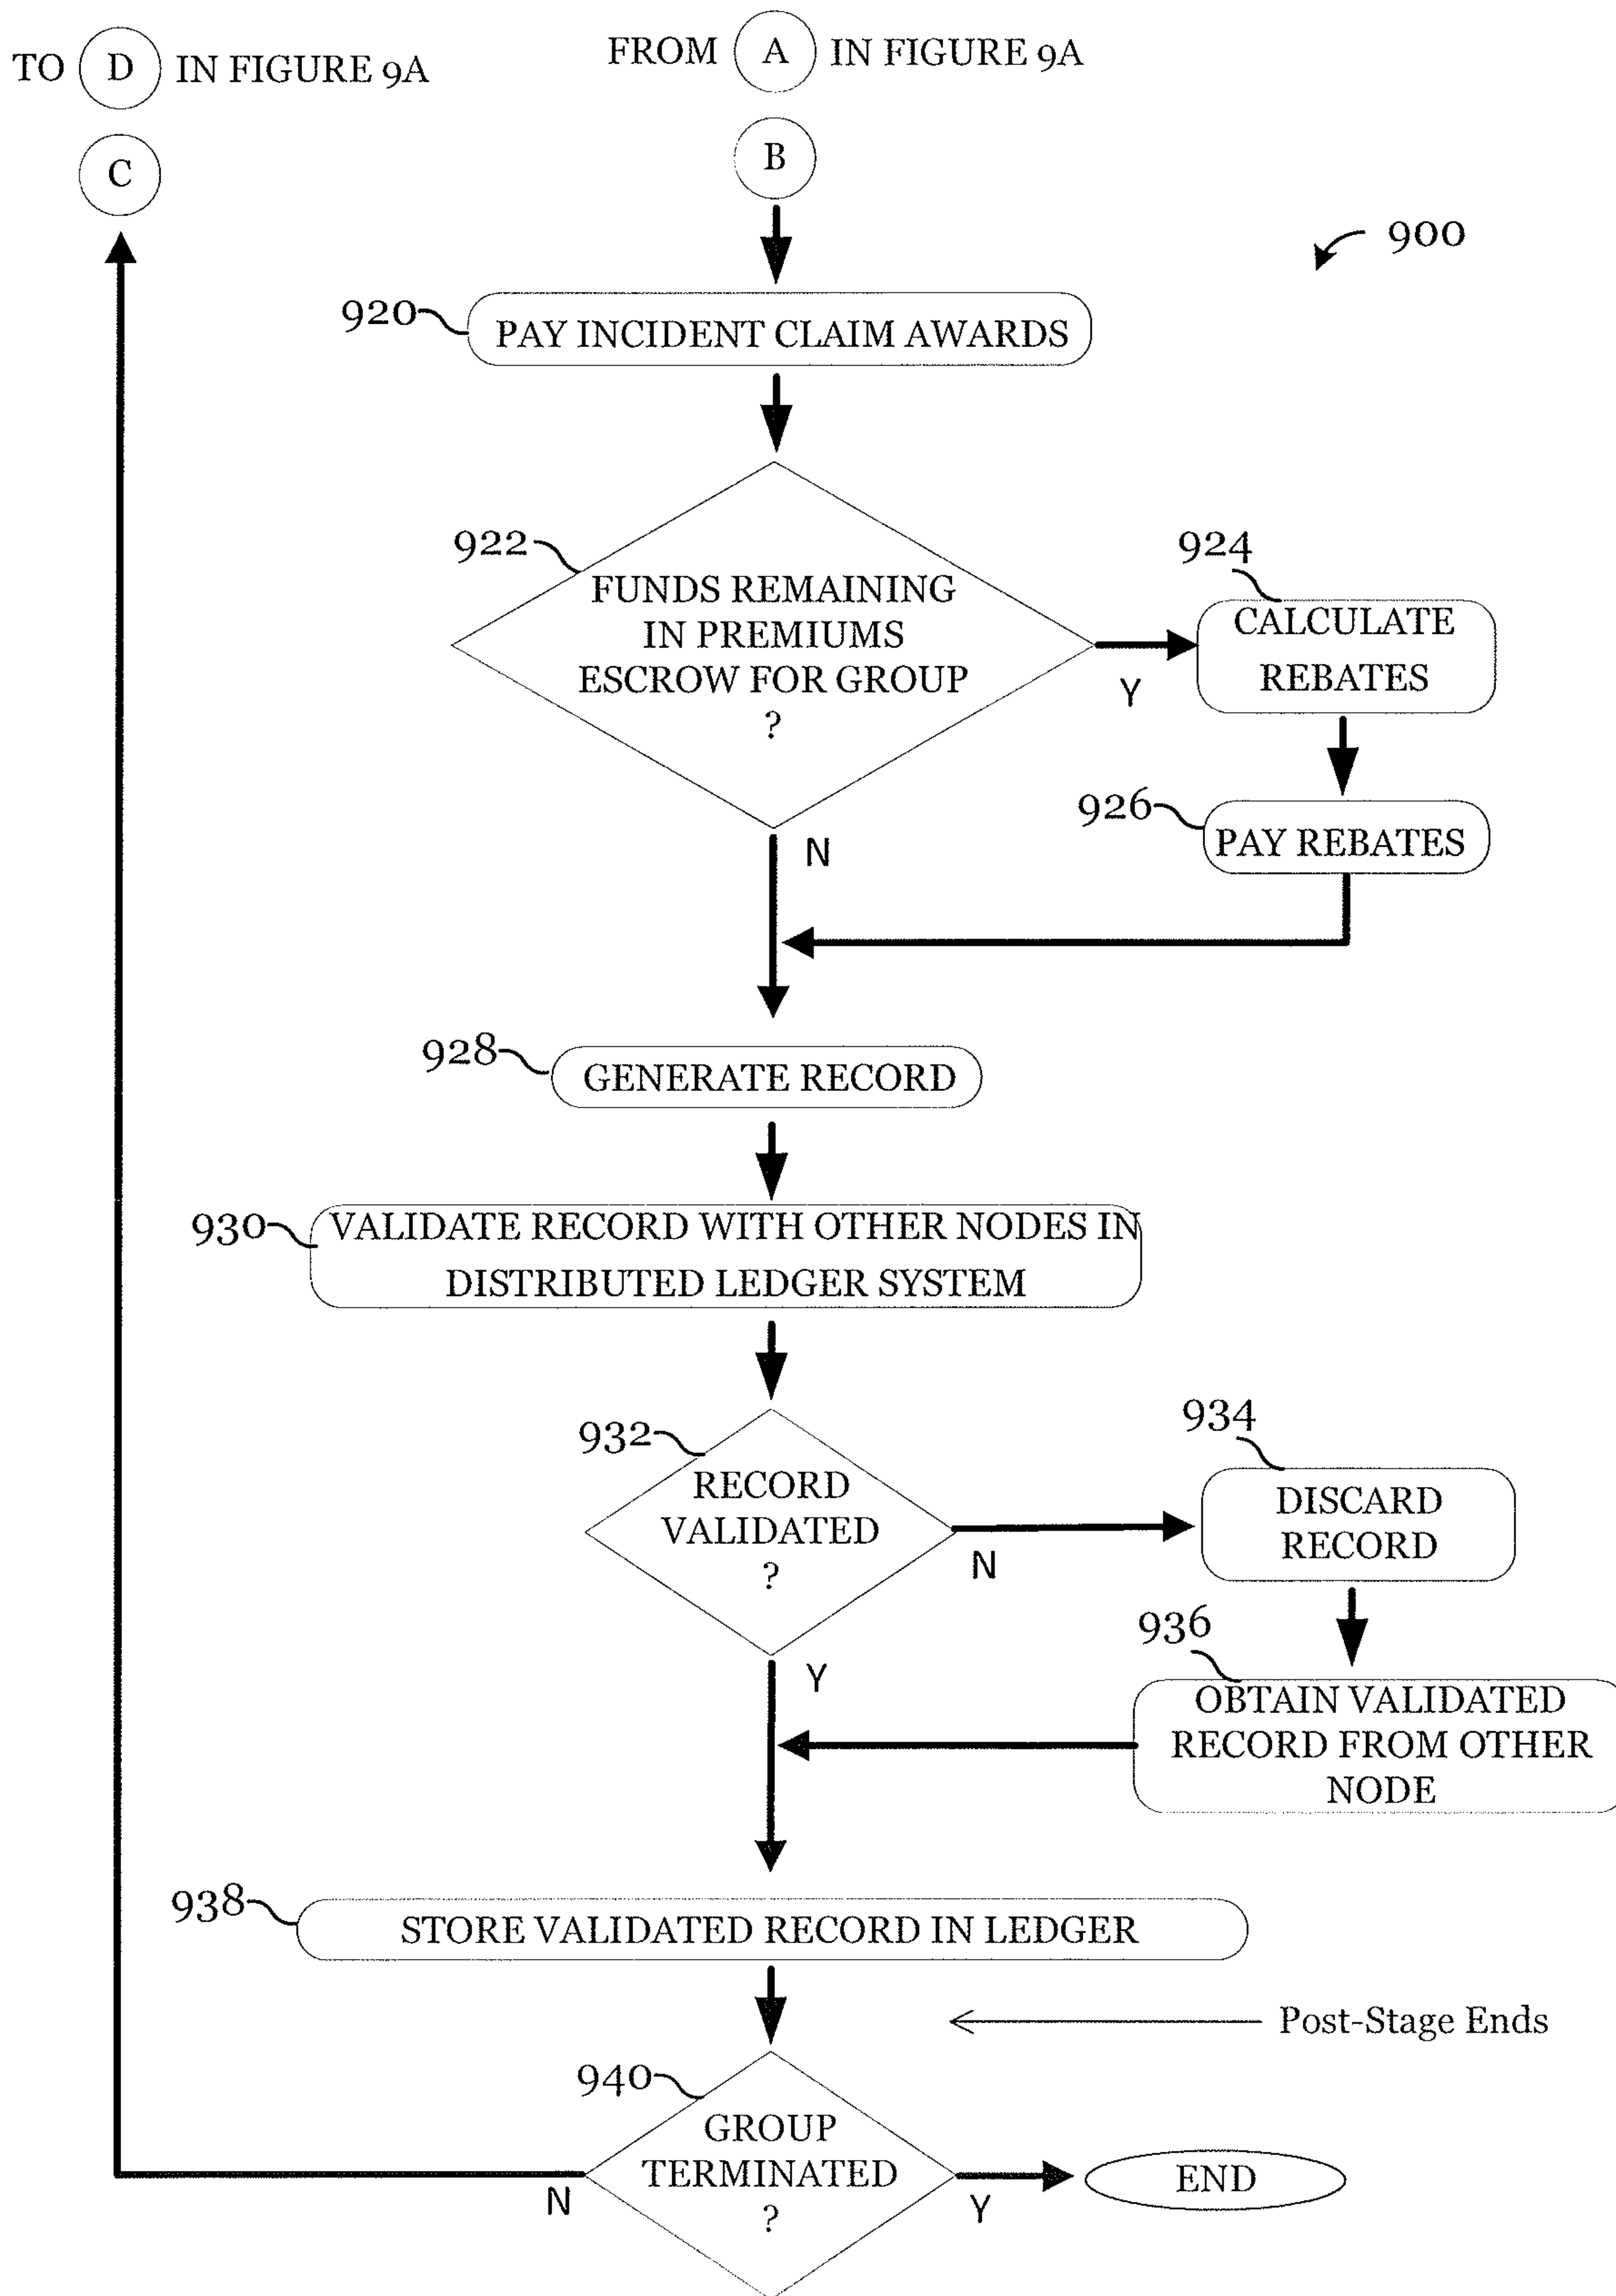 TO D IN FIGURE 9A
FROM A IN FIGURE 9A
C
B
900
920
PAY INCIDENT CLAIM AWARDS
922
FUNDS REMAINING
IN PREMIUMS
ESCROW FOR GROUP
?
Y
924
CALCULATE
REBATES
926
PAY REBATES
N
928
GENERATE RECORD
930
VALIDATE RECORD WITH OTHER NODES IN
DISTRIBUTED LEDGER SYSTEM
932
RECORD
VALIDATED
?
N
934
DISCARD
RECORD
936
OBTAIN VALIDATED
RECORD FROM OTHER
NODE
Y
938
STORE VALIDATED RECORD IN LEDGER
Post-Stage Ends
940
GROUP
TERMINATED
?
N
Y
END